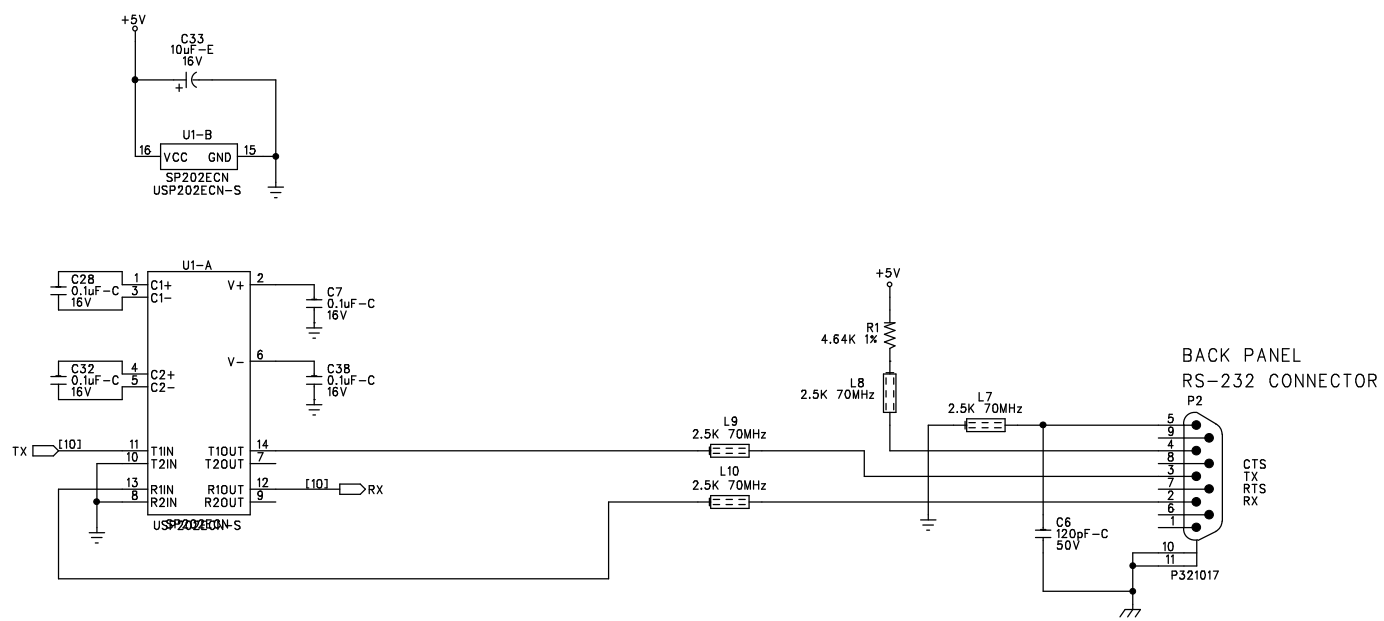 +5V
C33
10uF-E
16V
+
U1-B
16 VCC GND 15
SP202ECN
USP202ECN-S
U1-A
C28
0.1uF-C
16V
1 C1+
3 C1-
V+ 2
C7
0.1uF-C
16V
C32
0.1uF-C
16V
4 C2+
5 C2-
V- 6
C38
0.1uF-C
16V
TX [10] 11 T1IN T1OUT 14
10 T2IN T2OUT 7
13 R1IN R1OUT 12 [10] RX
8 R2IN R2OUT 9
SP202ECN
USP202ECN-S
+5V
R1
4.64K 1%
L8
2.5K 70MHz
L7
2.5K 70MHz
L9
2.5K 70MHz
L10
2.5K 70MHz
C6
120pF-C
50V
BACK PANEL
RS-232 CONNECTOR
P2
5
9
4
8 CTS
3 TX
7 RTS
2 RX
6
1
10
11
P321017